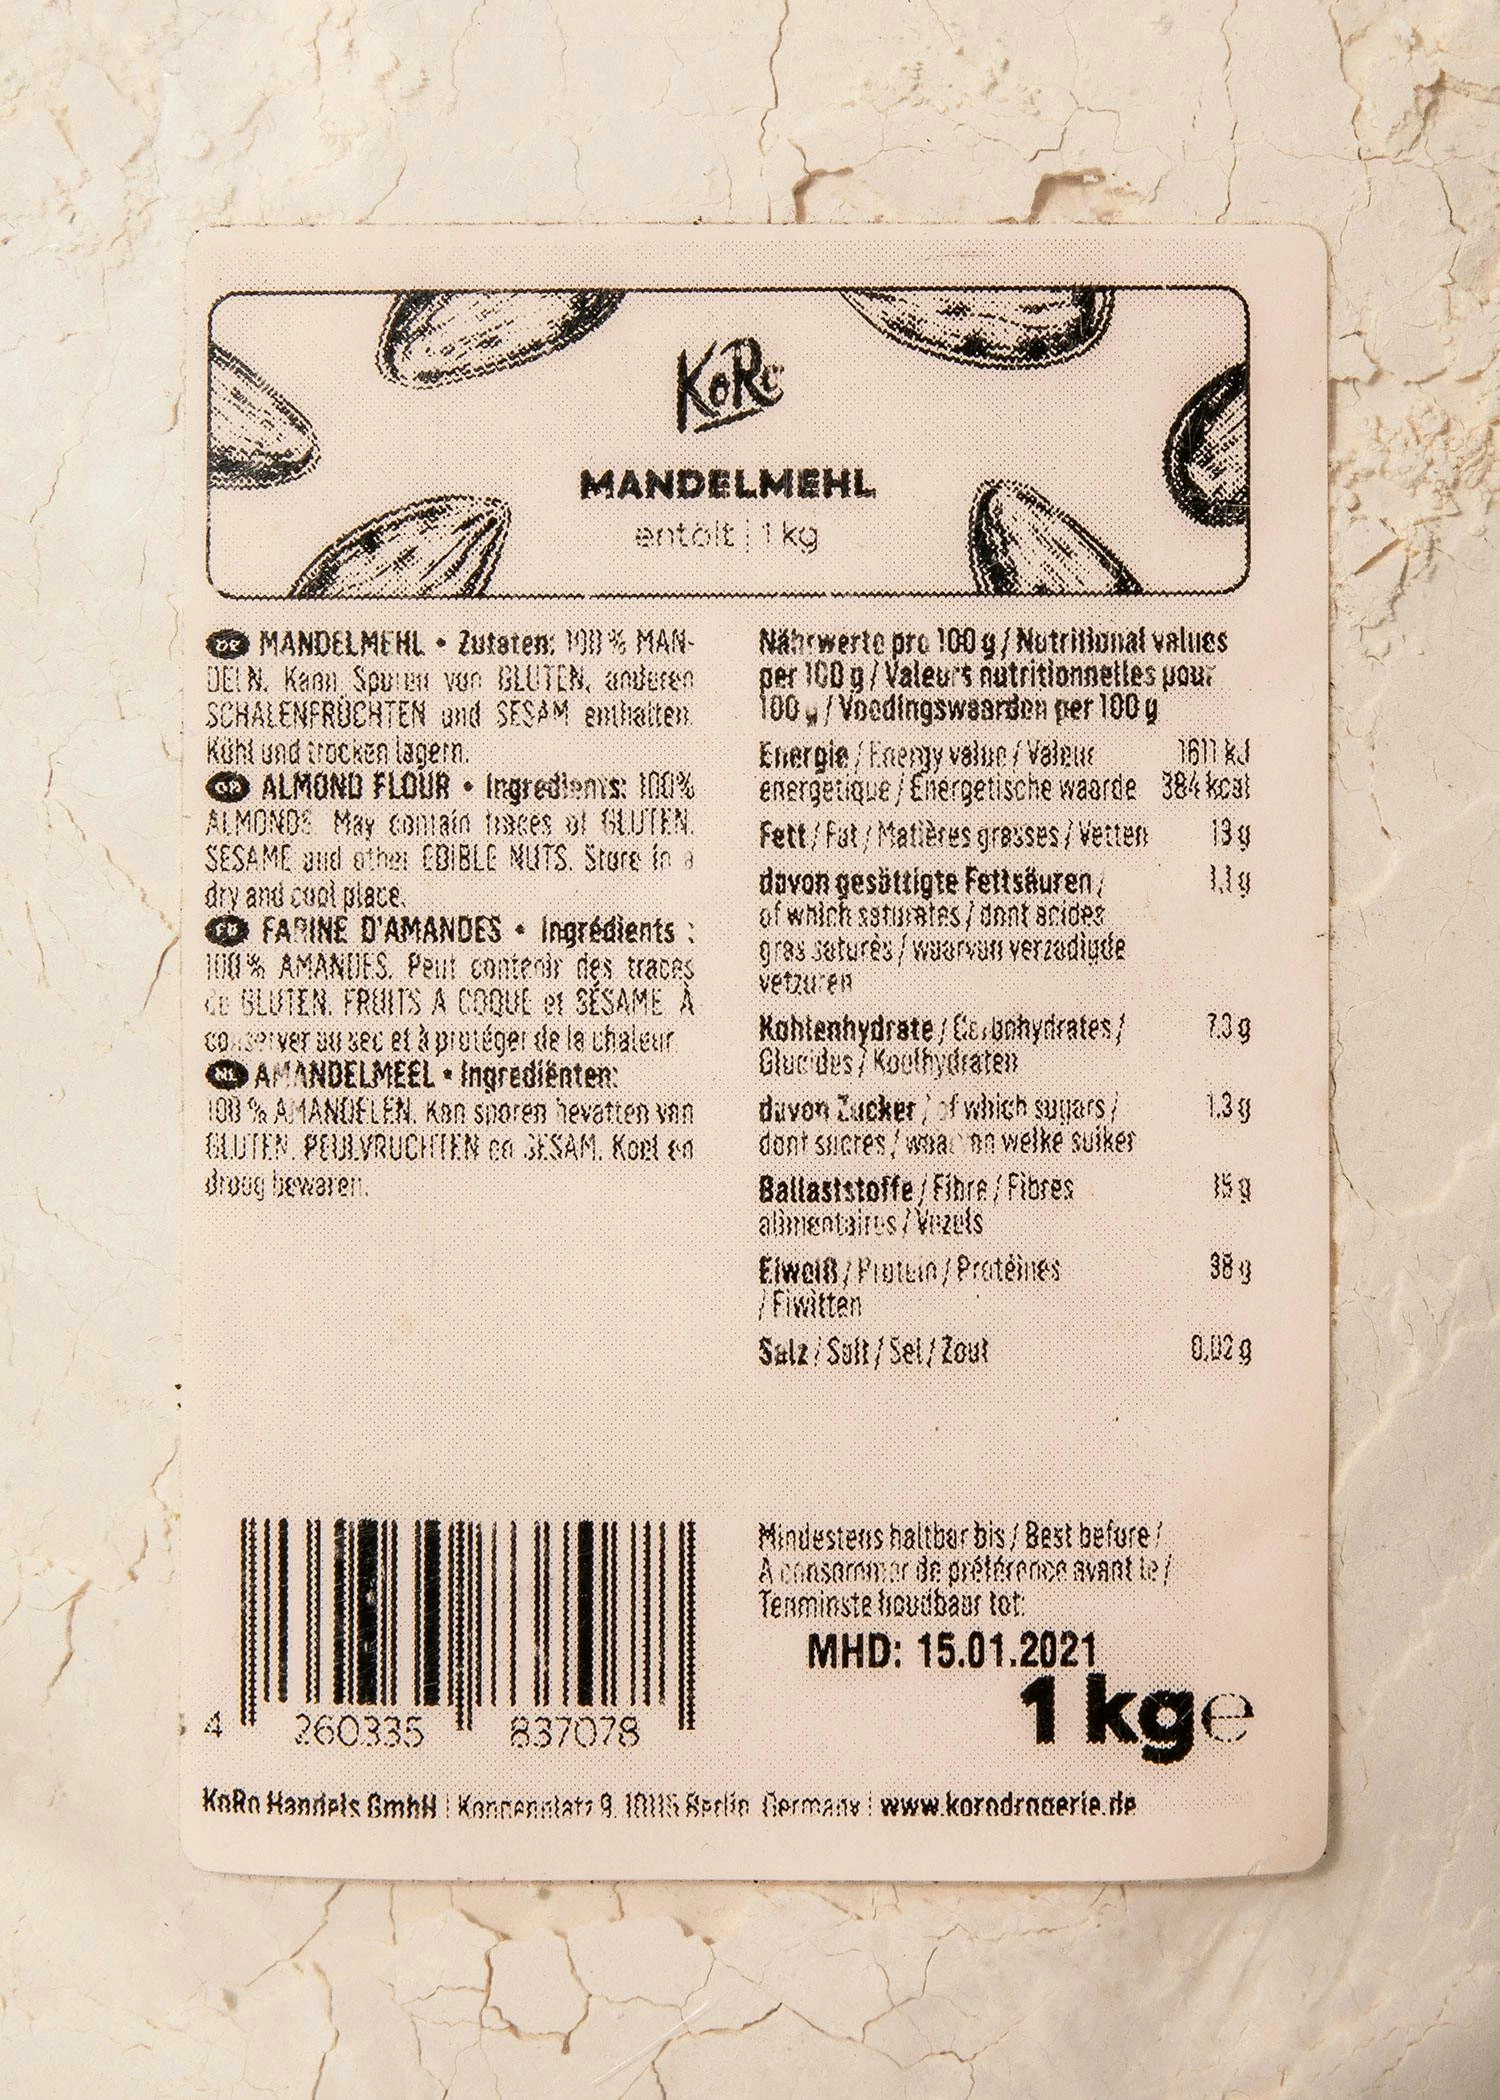 KoRo
MANDELMEHL
entölt | 1 kg
DE MANDELMEHL • Zutaten: 100 % MAN-
DELN. Kann Spuren von GLUTEN, anderen
SCHALENFRÜCHTEN und SESAM enthalten.
Kühl und trocken lagern.
GB ALMOND FLOUR • Ingredients: 100%
ALMONDS. May contain traces of GLUTEN,
SESAME and other EDIBLE NUTS. Store in a
dry and cool place.
FARINE D'AMANDES • Ingrédients :
100 % AMANDES. Peut contenir des traces
de GLUTEN, FRUITS A COQUE et SÉSAME. À
conserver au sec et à protéger de la chaleur.
NL AMANDELMEEL • Ingrediënten:
100 % AMANDELEN. Kan sporen bevatten van
GLUTEN, PEULVRUCHTEN en SESAM. Koel en
droog bewaren.
Nährwerte pro 100 g / Nutritional values
per 100 g / Valeurs nutritionnelles pour
100 g / Voedingswaarden per 100 g
Energie / Energy value / Valeur 1611 kJ
energetique / Energetische waarde 384 kcal
Fett / Fat / Matières grasses / Vetten 13 g
davon gesättigte Fettsäuren / 1,1 g
of which saturates / dont acides
gras saturés / waarvan verzadigde
vetzuren
Kohlenhydrate / Carbohydrates / 7.3 g
Glucides / Koolhydraten
davon Zucker / of which sugars / 1.3 g
dont sucres / waarvan welke suiker
Ballaststoffe / Fibre / Fibres 15 g
alimentaires / Vezels
Eiweiß / Protein / Protéines 38 g
/ Eiwitten
Salz / Salt / Sel / Zout 0,02 g
Mindestens haltbar bis / Best before /
A consommer de préférence avant le /
Tenminste houdbaar tot:
MHD: 15.01.2021
1 kg e
4 260335 837078
KoRo Handels GmbH | Koppenplatz 9, 10115 Berlin, Germany | www.korodrogerie.de